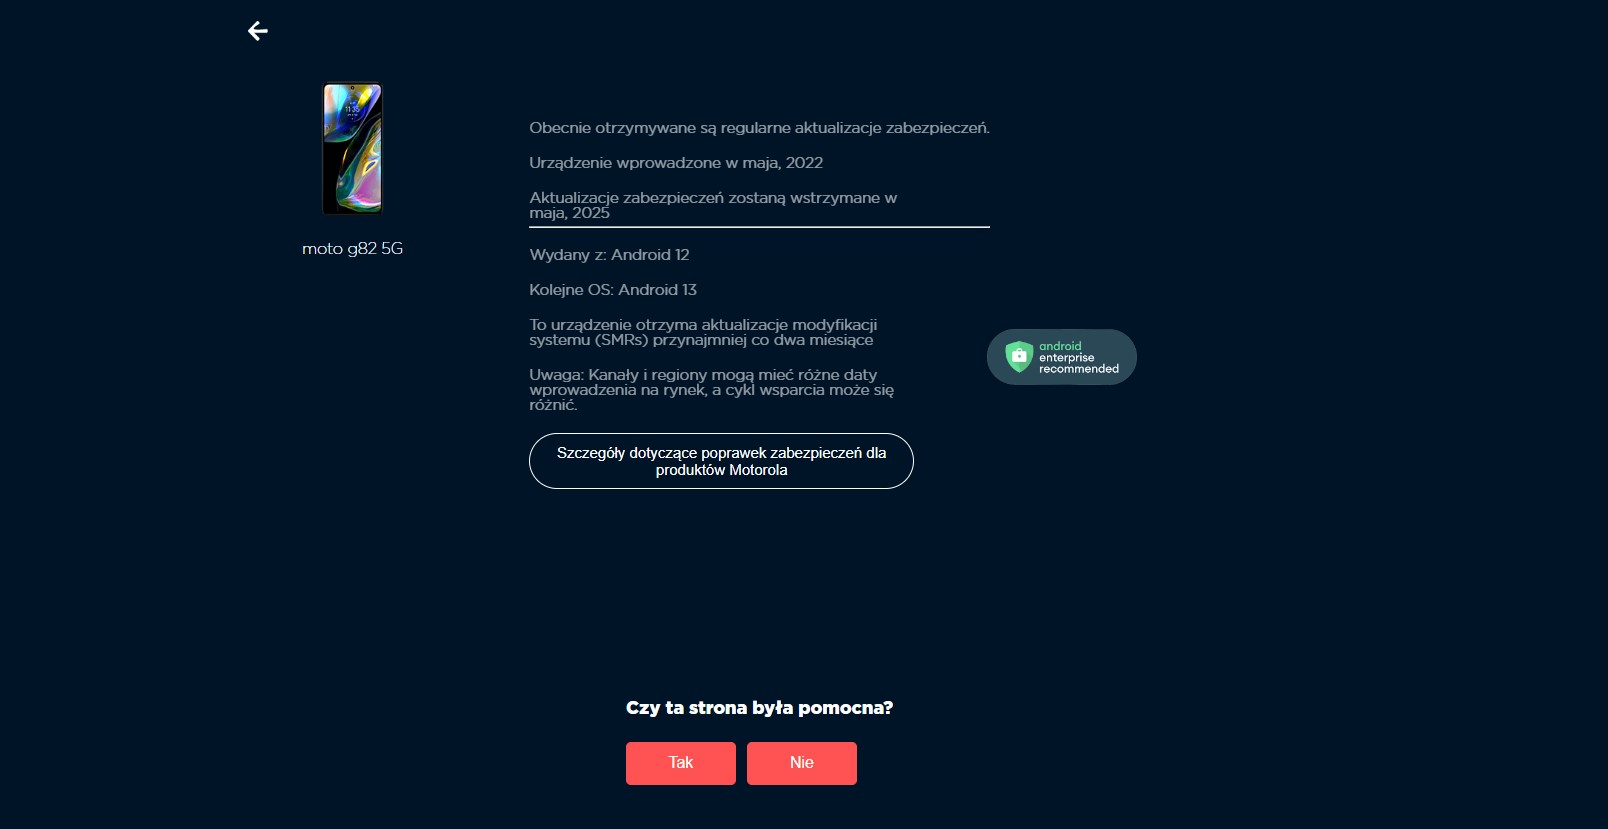 moto g82 5G
Obecnie otrzymywane są regularne aktualizacje zabezpieczeń.
Urządzenie wprowadzone w maja, 2022
Aktualizacje zabezpieczeń zostaną wstrzymane w
maja, 2025
Wydany z: Android 12
Kolejne OS: Android 13
To urządzenie otrzyma aktualizacje modyfikacji
systemu (SMRs) przynajmniej co dwa miesiące
Uwaga: Kanały i regiony mogą mieć różne daty
wprowadzenia na rynek, a cykl wsparcia może się
różnić.
android
enterprise
recommended
Szczegóły dotyczące poprawek zabezpieczeń dla
produktów Motorola
Czy ta strona była pomocna?
Tak
Nie